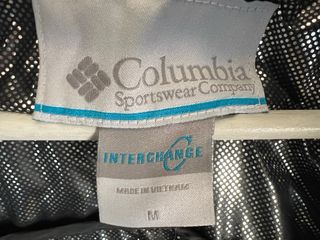 Columbia
Sportswear Company
INTERCHANGE
MADE IN VIETNAM
M